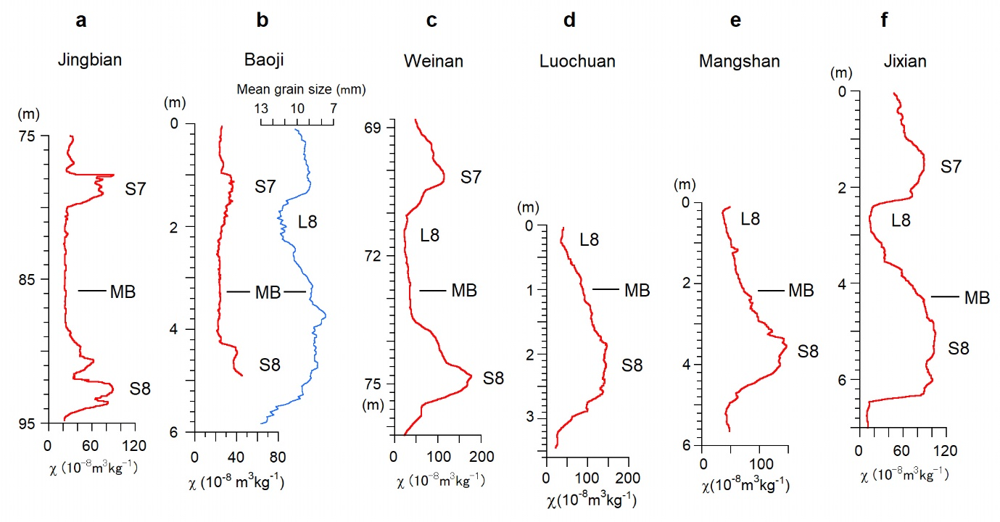 a b c d e f
Jingbian Baoji Weinan Luochuan Mangshan Jixian
(m)
75
85
95
S7
MB
S8
0 60 120
χ (10⁻⁸m³kg⁻¹)
Mean grain size (mm)
13 10 7
(m)
0
2
4
6
S7
L8
MB
S8
0 40 80
χ (10⁻⁸ m³kg⁻¹)
69
72
75
(m)
S7
L8
MB
S8
0 100 200
χ (10⁻⁸m³kg⁻¹)
(m)
0
1
2
3
L8
MB
S8
0 100 200
χ(10⁻⁸m³kg⁻¹)
(m)
0
2
4
6
L8
MB
S8
0 100
χ(10⁻⁸m³kg⁻¹)
(m)
0
2
4
6
S7
L8
MB
S8
0 60 120
χ (10⁻⁸m³kg⁻¹)